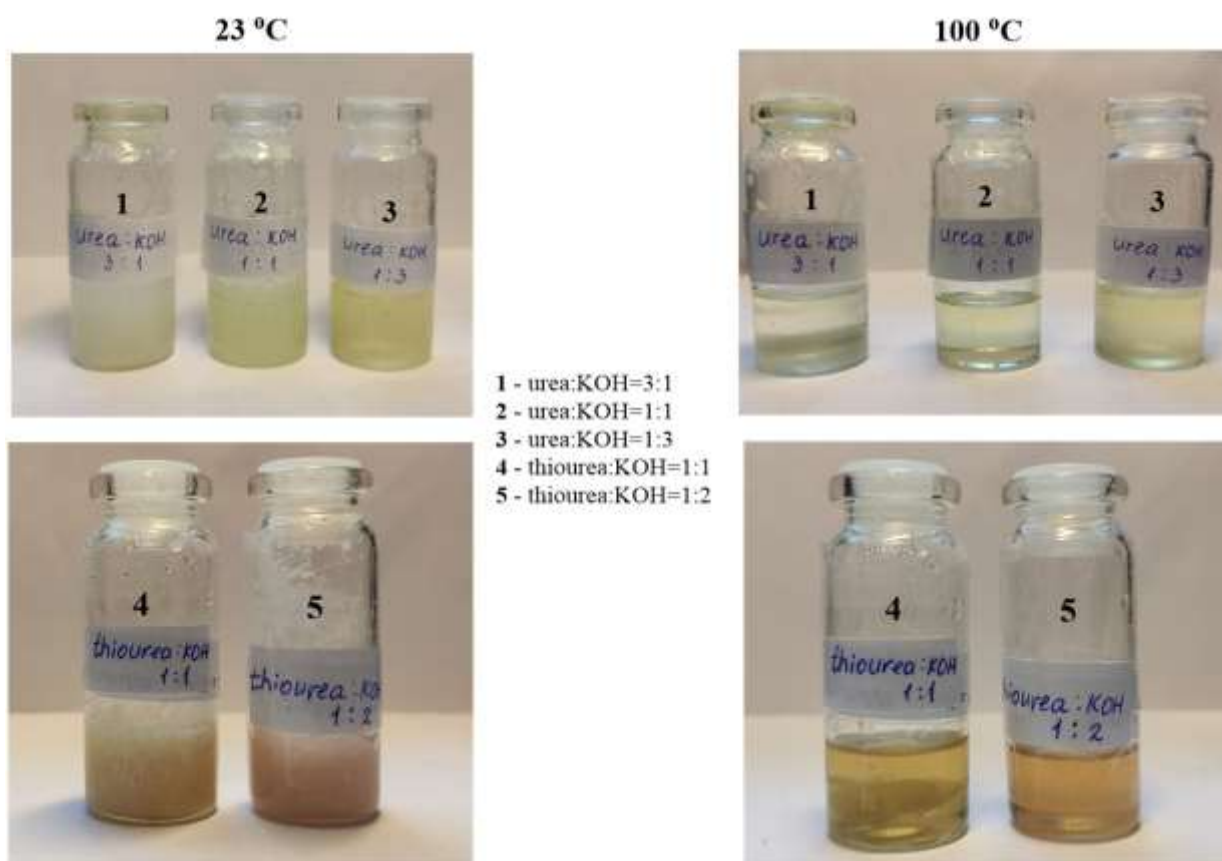 23 °C
100 °C
1
urea:KOH
3:1
2
urea:KOH
1:1
3
urea:KOH
1:3
1
urea:KOH
3:1
2
urea:KOH
1:1
3
urea:KOH
1:3
1 - urea:KOH=3:1
2 - urea:KOH=1:1
3 - urea:KOH=1:3
4 - thiourea:KOH=1:1
5 - thiourea:KOH=1:2
4
thiourea:KOH
1:1
5
thiourea:KO
1:2
4
thiourea:KOH
1:1
5
hiourea:KOH
1:2